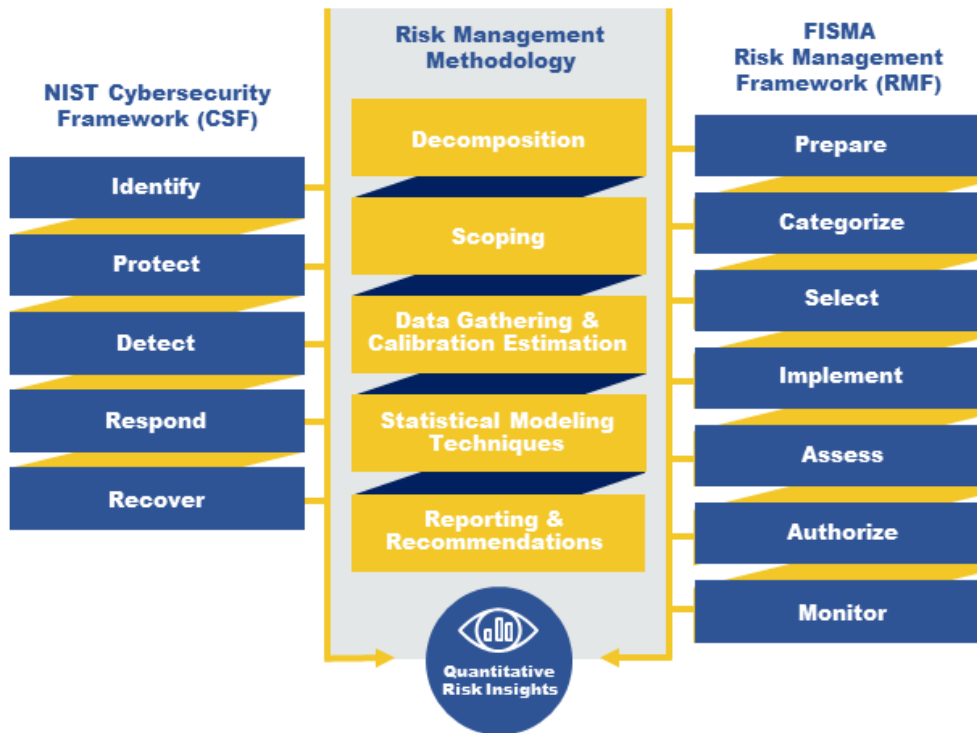 NIST Cybersecurity
Framework (CSF)
Identify
Protect
Detect
Respond
Recover
Risk Management
Methodology
Decomposition
Scoping
Data Gathering &
Calibration Estimation
Statistical Modeling
Techniques
Reporting &
Recommendations
Quantitative
Risk Insights
FISMA
Risk Management
Framework (RMF)
Prepare
Categorize
Select
Implement
Assess
Authorize
Monitor